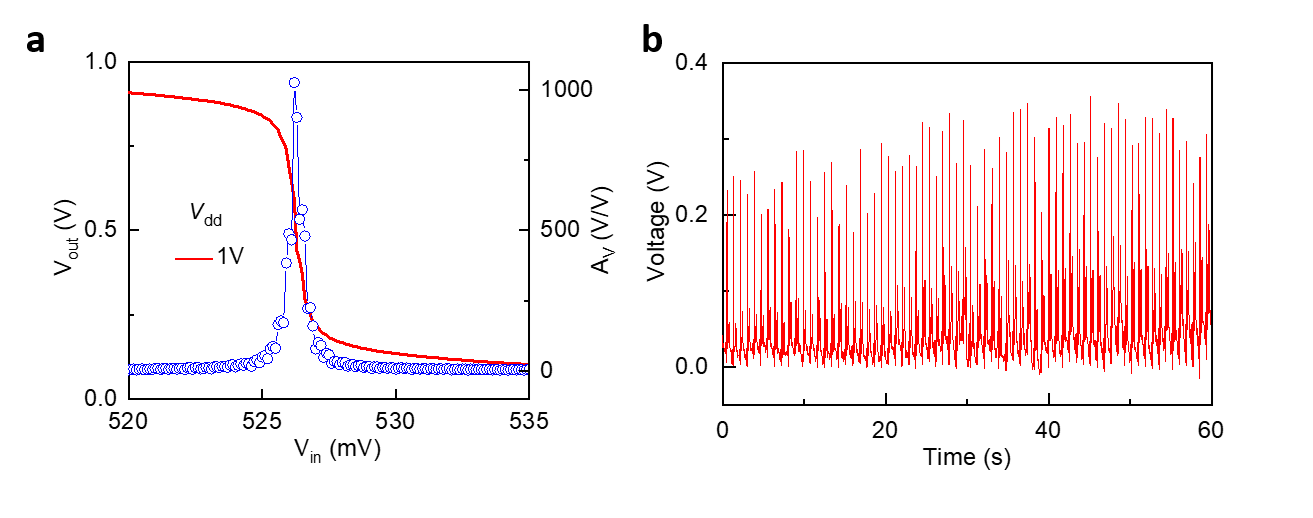 a
1.0
0.5
0.0
V_out (V)
V_dd
1V
1000
500
0
A_V (V/V)
520
525
530
535
V_in (mV)
b
0.4
0.2
0.0
Voltage (V)
0
20
40
60
Time (s)